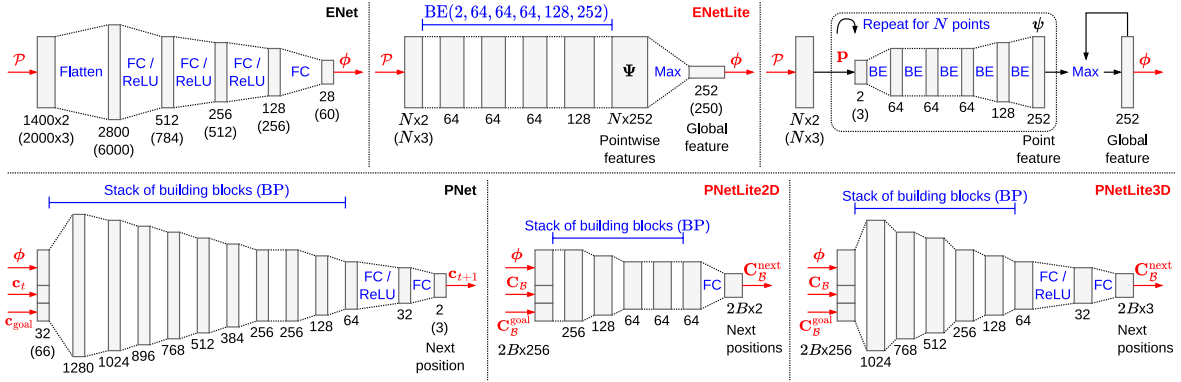 ENet
𝒫
Flatten
FC / ReLU
FC / ReLU
FC / ReLU
FC
ϕ
1400x2
(2000x3)
2800
(6000)
512
(784)
256
(512)
128
(256)
28
(60)
BE(2, 64, 64, 64, 128, 252)
ENetLite
𝒫
Ψ
Max
ϕ
Nx2
(Nx3)
64
64
64
128
Nx252
Pointwise
features
252
(250)
Global
feature
Repeat for N points
ψ
𝒫
p
BE
BE
BE
BE
BE
Max
ϕ
Nx2
(Nx3)
2
(3)
64
64
64
128
252
Point
feature
252
Global
feature
Stack of building blocks (BP)
PNet
ϕ
c_t
c_goal
FC /
ReLU
FC
c_{t+1}
32
(66)
1280
1024
896
768
512
384
256
256
128
64
32
2
(3)
Next
position
PNetLite2D
Stack of building blocks (BP)
ϕ
C_ℬ
C_ℬ^goal
FC
C_ℬ^next
2Bx256
256
128
64
64
64
2Bx2
Next
positions
PNetLite3D
Stack of building blocks (BP)
ϕ
C_ℬ
C_ℬ^goal
FC /
ReLU
FC
C_ℬ^next
2Bx256
1024
768
512
256
128
64
32
2Bx3
Next
positions